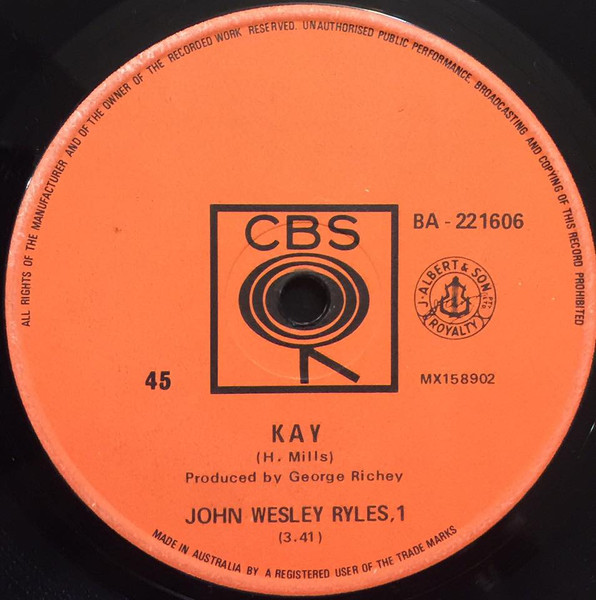 ALL RIGHTS OF THE MANUFACTURER AND OF THE OWNER OF THE RECORDED WORK RESERVED. UNAUTHORISED PUBLIC PERFORMANCE, BROADCASTING AND COPYING OF THIS RECORD PROHIBITED
CBS
BA - 221606
J. ALBERT & SON
ROYALTY
45
MX158902
KAY
(H. Mills)
Produced by George Richey
JOHN WESLEY RYLES,1
(3.41)
MADE IN AUSTRALIA BY A REGISTERED USER OF THE TRADE MARKS